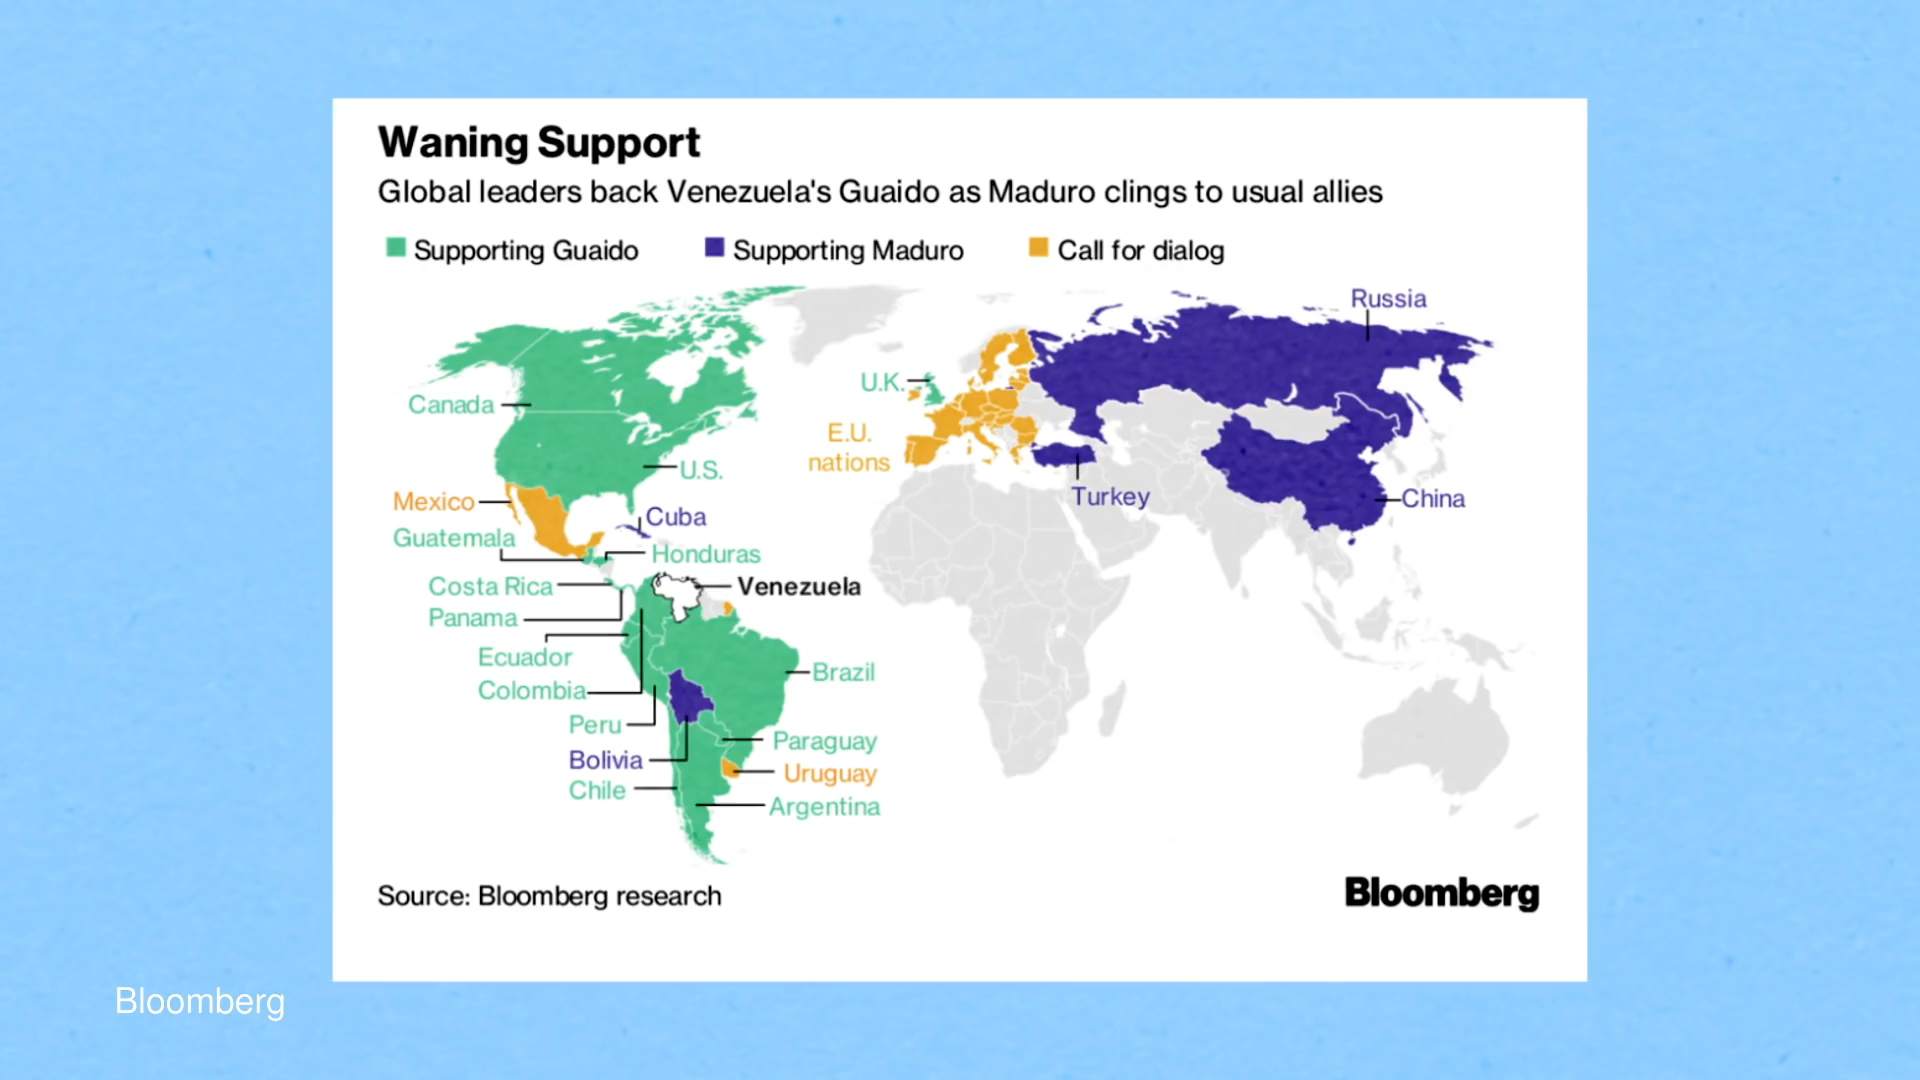 Waning Support
Global leaders back Venezuela's Guaido as Maduro clings to usual allies
Supporting Guaido
Supporting Maduro
Call for dialog
Russia
U.K.
Canada
E.U.
nations
U.S.
Mexico
Turkey
China
Cuba
Guatemala
Honduras
Costa Rica
Venezuela
Panama
Ecuador
Brazil
Colombia
Peru
Paraguay
Bolivia
Uruguay
Chile
Argentina
Source: Bloomberg research
Bloomberg
Bloomberg